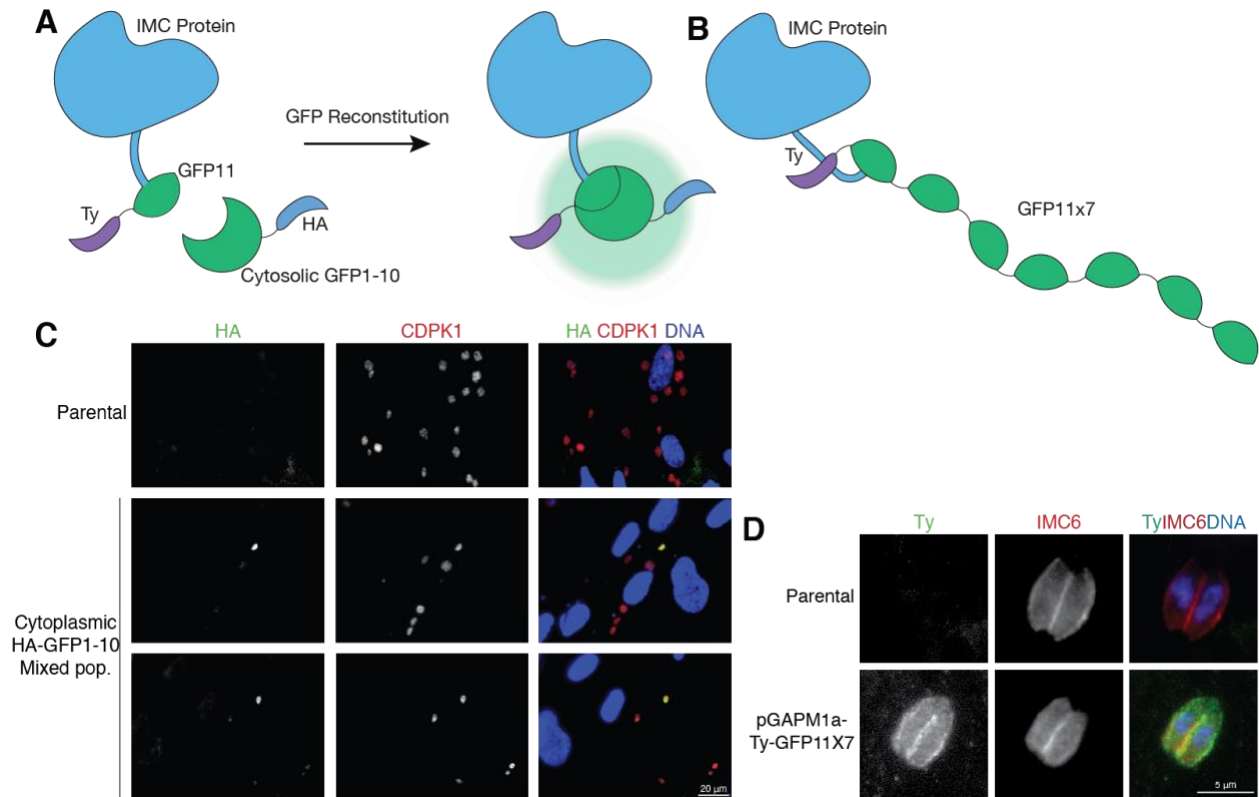 A
IMC Protein
GFP11
Ty
HA
Cytosolic GFP1-10
GFP Reconstitution
B
IMC Protein
Ty
GFP11x7
C
HA
CDPK1
HA CDPK1 DNA
Parental
Cytoplasmic
HA-GFP1-10
Mixed pop.
20 µm
D
Ty
IMC6
TyIMC6DNA
Parental
pGAPM1a-
Ty-GFP11X7
5 µm